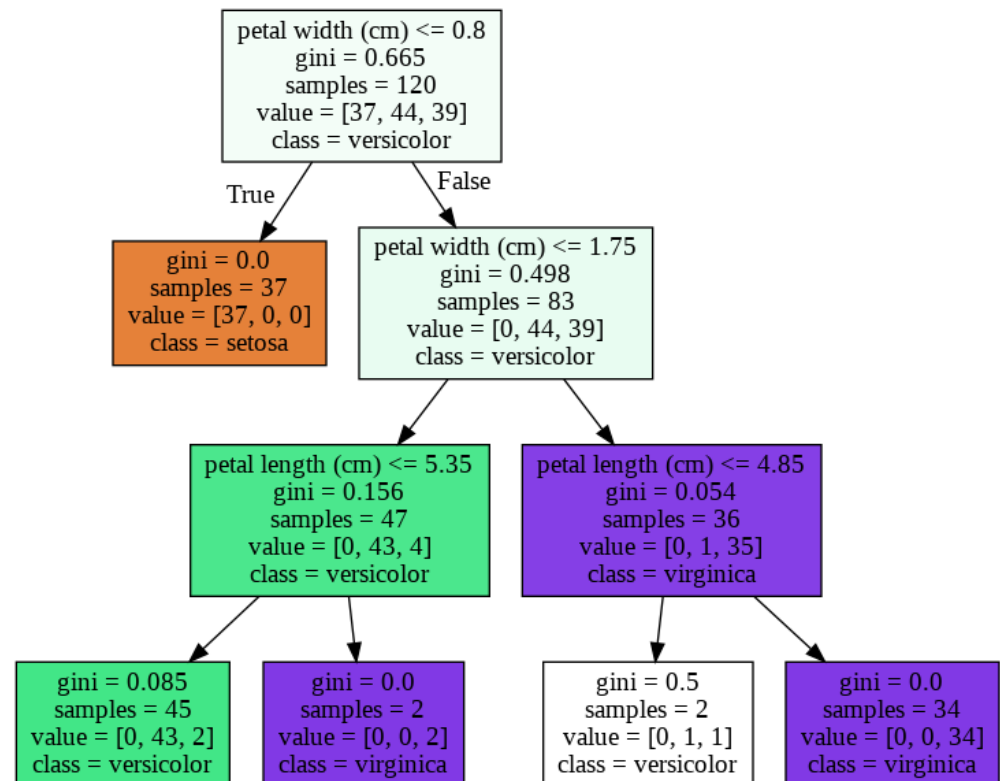 petal width (cm) <= 0.8
gini = 0.665
samples = 120
value = [37, 44, 39]
class = versicolor
True
False
gini = 0.0
samples = 37
value = [37, 0, 0]
class = setosa
petal width (cm) <= 1.75
gini = 0.498
samples = 83
value = [0, 44, 39]
class = versicolor
petal length (cm) <= 5.35
gini = 0.156
samples = 47
value = [0, 43, 4]
class = versicolor
petal length (cm) <= 4.85
gini = 0.054
samples = 36
value = [0, 1, 35]
class = virginica
gini = 0.085
samples = 45
value = [0, 43, 2]
class = versicolor
gini = 0.0
samples = 2
value = [0, 0, 2]
class = virginica
gini = 0.5
samples = 2
value = [0, 1, 1]
class = versicolor
gini = 0.0
samples = 34
value = [0, 0, 34]
class = virginica